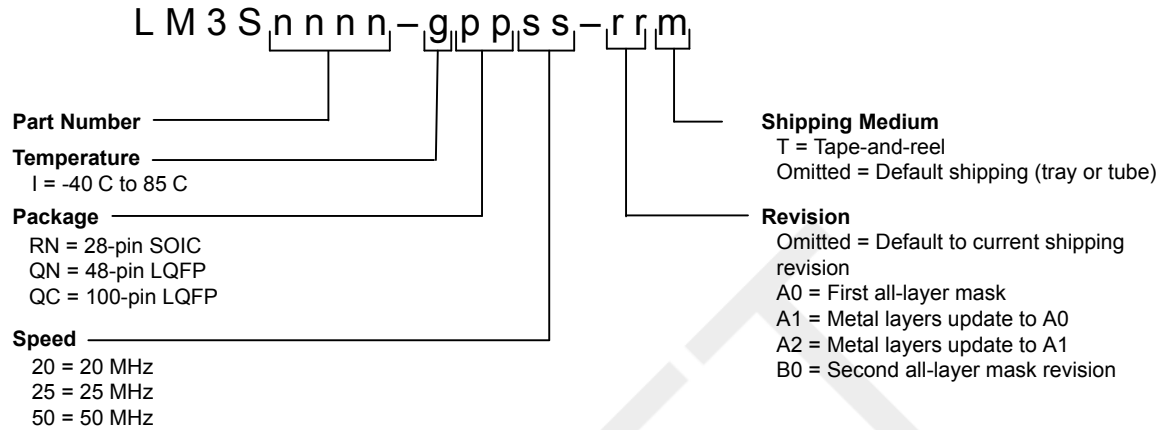 LM3Snnnn–gppss–rrm
Part Number
Temperature
I = -40 C to 85 C
Package
RN = 28-pin SOIC
QN = 48-pin LQFP
QC = 100-pin LQFP
Speed
20 = 20 MHz
25 = 25 MHz
50 = 50 MHz
Shipping Medium
T = Tape-and-reel
Omitted = Default shipping (tray or tube)
Revision
Omitted = Default to current shipping
revision
A0 = First all-layer mask
A1 = Metal layers update to A0
A2 = Metal layers update to A1
B0 = Second all-layer mask revision